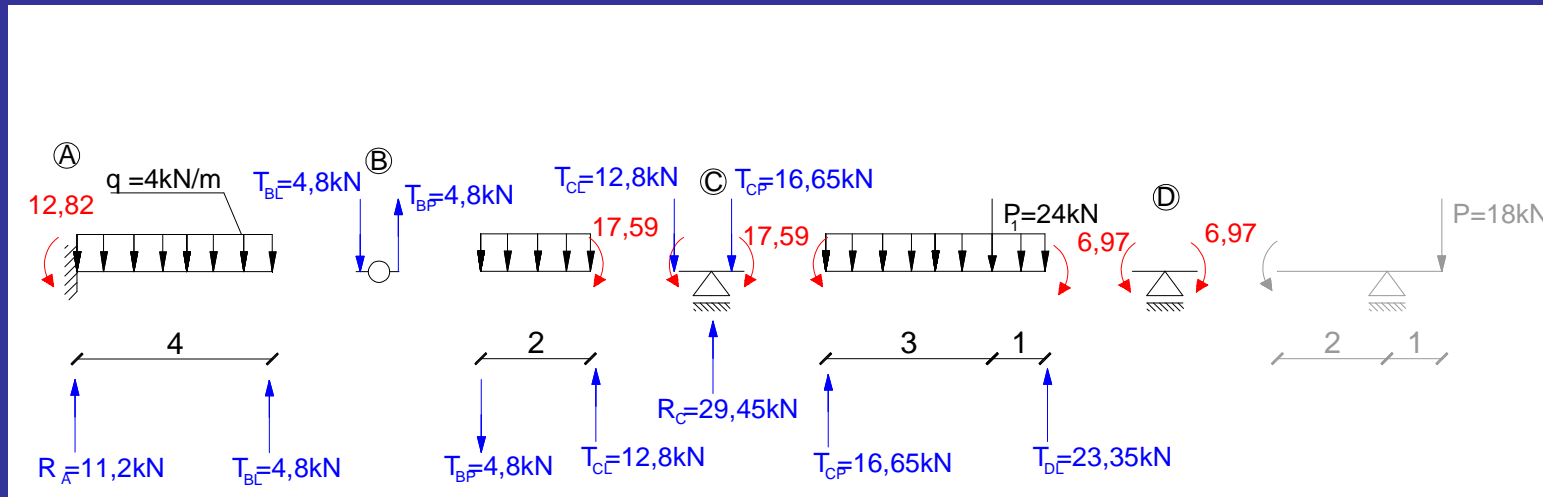 A
B
C
D
q =4kN/m
12,82
T_BL=4,8kN
T_BP=4,8kN
17,59
T_CL=12,8kN
T_CP=16,65kN
17,59
P_1=24kN
6,97
6,97
P=18kN
4
2
3
1
2
1
R_A=11,2kN
T_BL=4,8kN
T_BP=4,8kN
T_CL=12,8kN
R_C=29,45kN
T_CP=16,65kN
T_DL=23,35kN